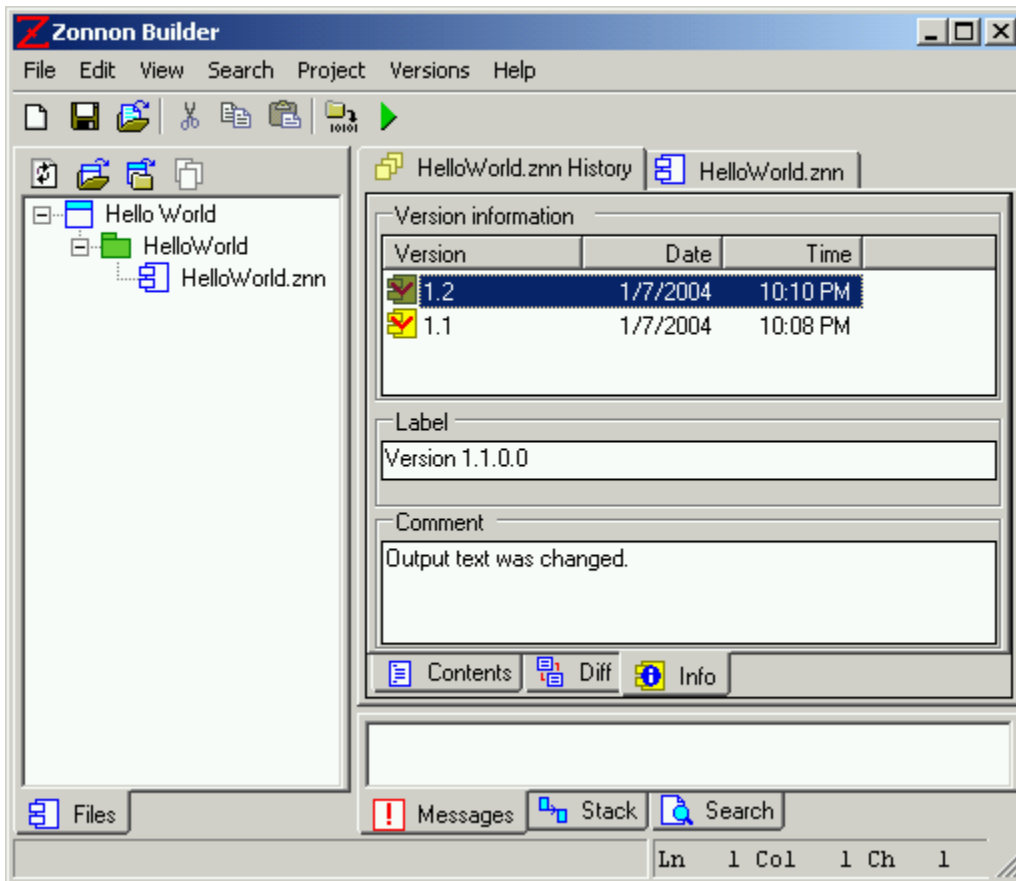 Zonnon Builder
File Edit View Search Project Versions Help
10101
HelloWorld.znn History
HelloWorld.znn
Hello World
HelloWorld
HelloWorld.znn
Version information
Version Date Time
1.2 1/7/2004 10:10 PM
1.1 1/7/2004 10:08 PM
Label
Version 1.1.0.0
Comment
Output text was changed.
Contents Diff Info
Files
Messages Stack Search
Ln 1 Col 1 Ch 1